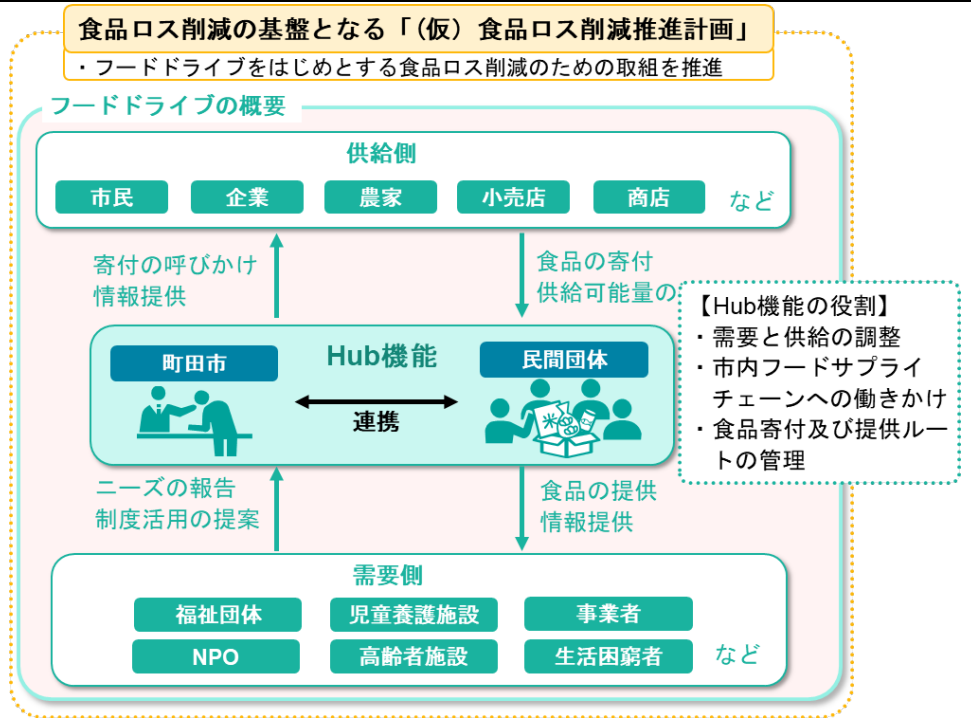 食品ロス削減の基盤となる「（仮）食品ロス削減推進計画」
・フードドライブをはじめとする食品ロス削減のための取組を推進
フードドライブの概要
供給側
市民
企業
農家
小売店
商店
など
寄付の呼びかけ
情報提供
食品の寄付
供給可能量の
【Hub機能の役割】
・需要と供給の調整
・市内フードサプライ
チェーンへの働きかけ
・食品寄付及び提供ルー
トの管理
Hub機能
町田市
民間団体
連携
米
ニーズの報告
制度活用の提案
食品の提供
情報提供
需要側
福祉団体
児童養護施設
事業者
NPO
高齢者施設
生活困窮者
など